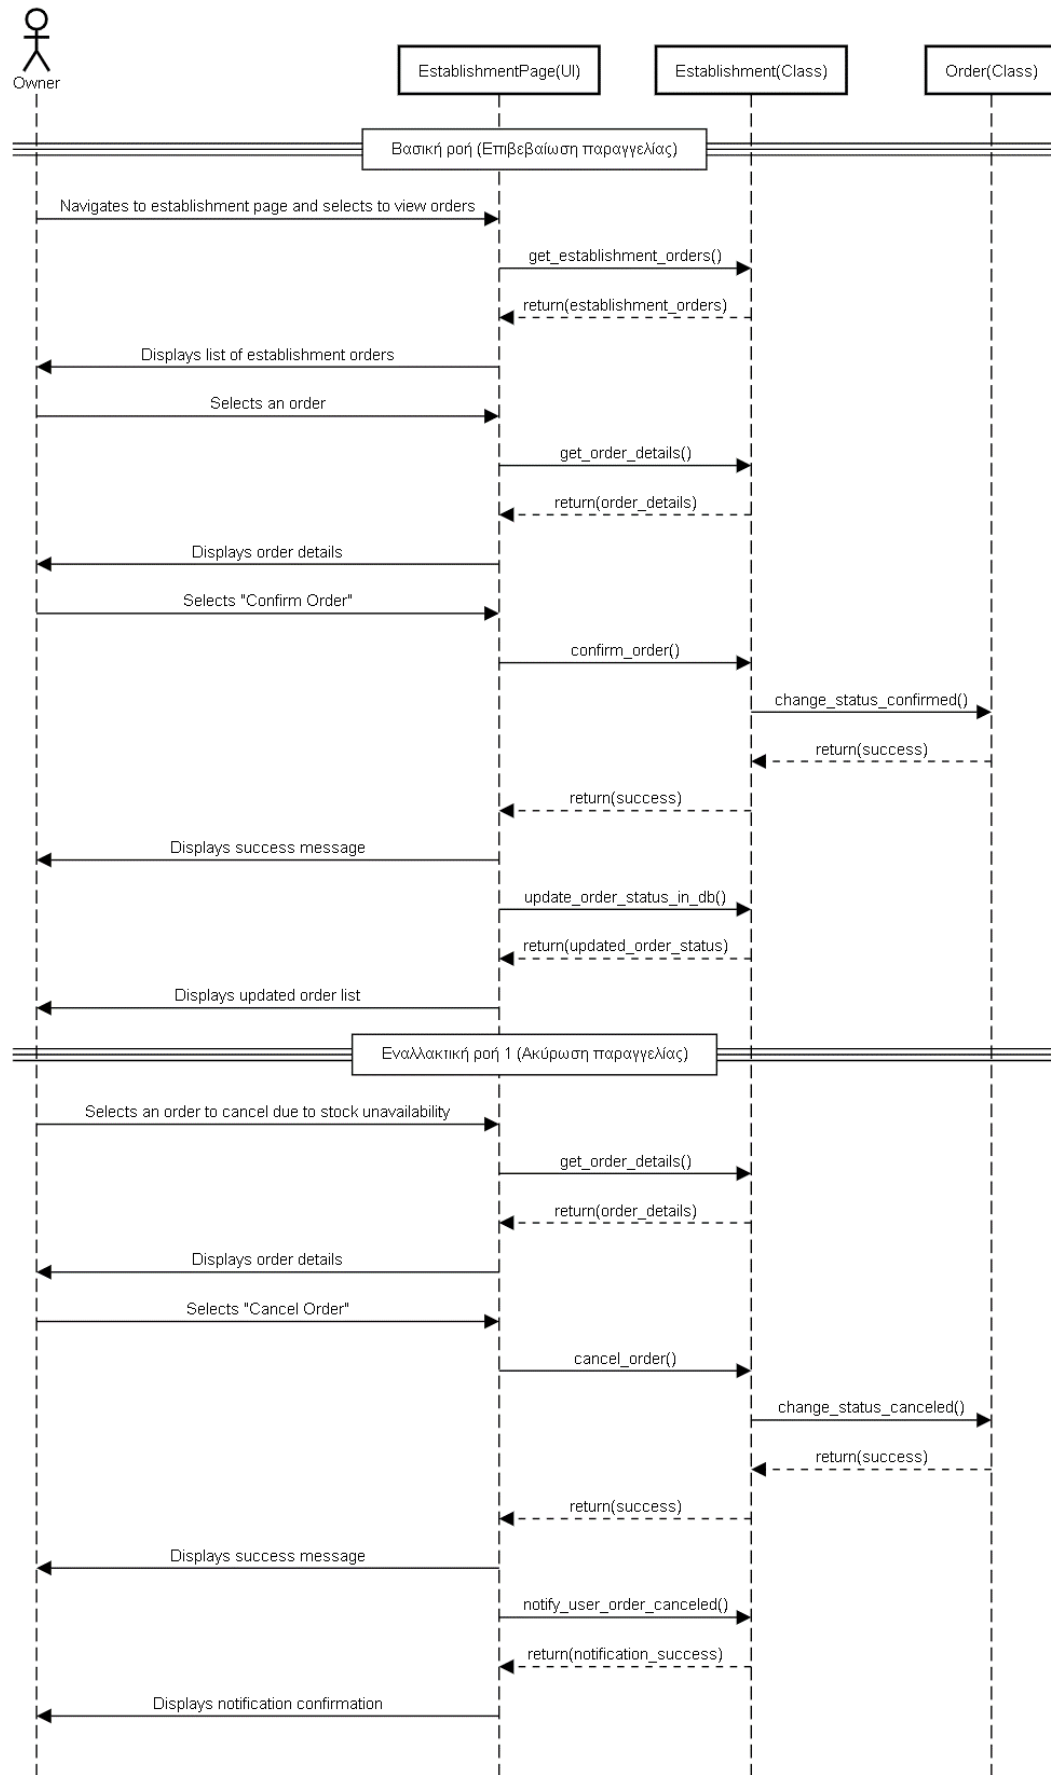 Owner
EstablishmentPage(UI)
Establishment(Class)
Order(Class)
Βασική ροή (Επιβεβαίωση παραγγελίας)
Navigates to establishment page and selects to view orders
get_establishment_orders()
return(establishment_orders)
Displays list of establishment orders
Selects an order
get_order_details()
return(order_details)
Displays order details
Selects "Confirm Order"
confirm_order()
change_status_confirmed()
return(success)
return(success)
Displays success message
update_order_status_in_db()
return(updated_order_status)
Displays updated order list
Εναλλακτική ροή 1 (Ακύρωση παραγγελίας)
Selects an order to cancel due to stock unavailability
get_order_details()
return(order_details)
Displays order details
Selects "Cancel Order"
cancel_order()
change_status_canceled()
return(success)
return(success)
Displays success message
notify_user_order_canceled()
return(notification_success)
Displays notification confirmation